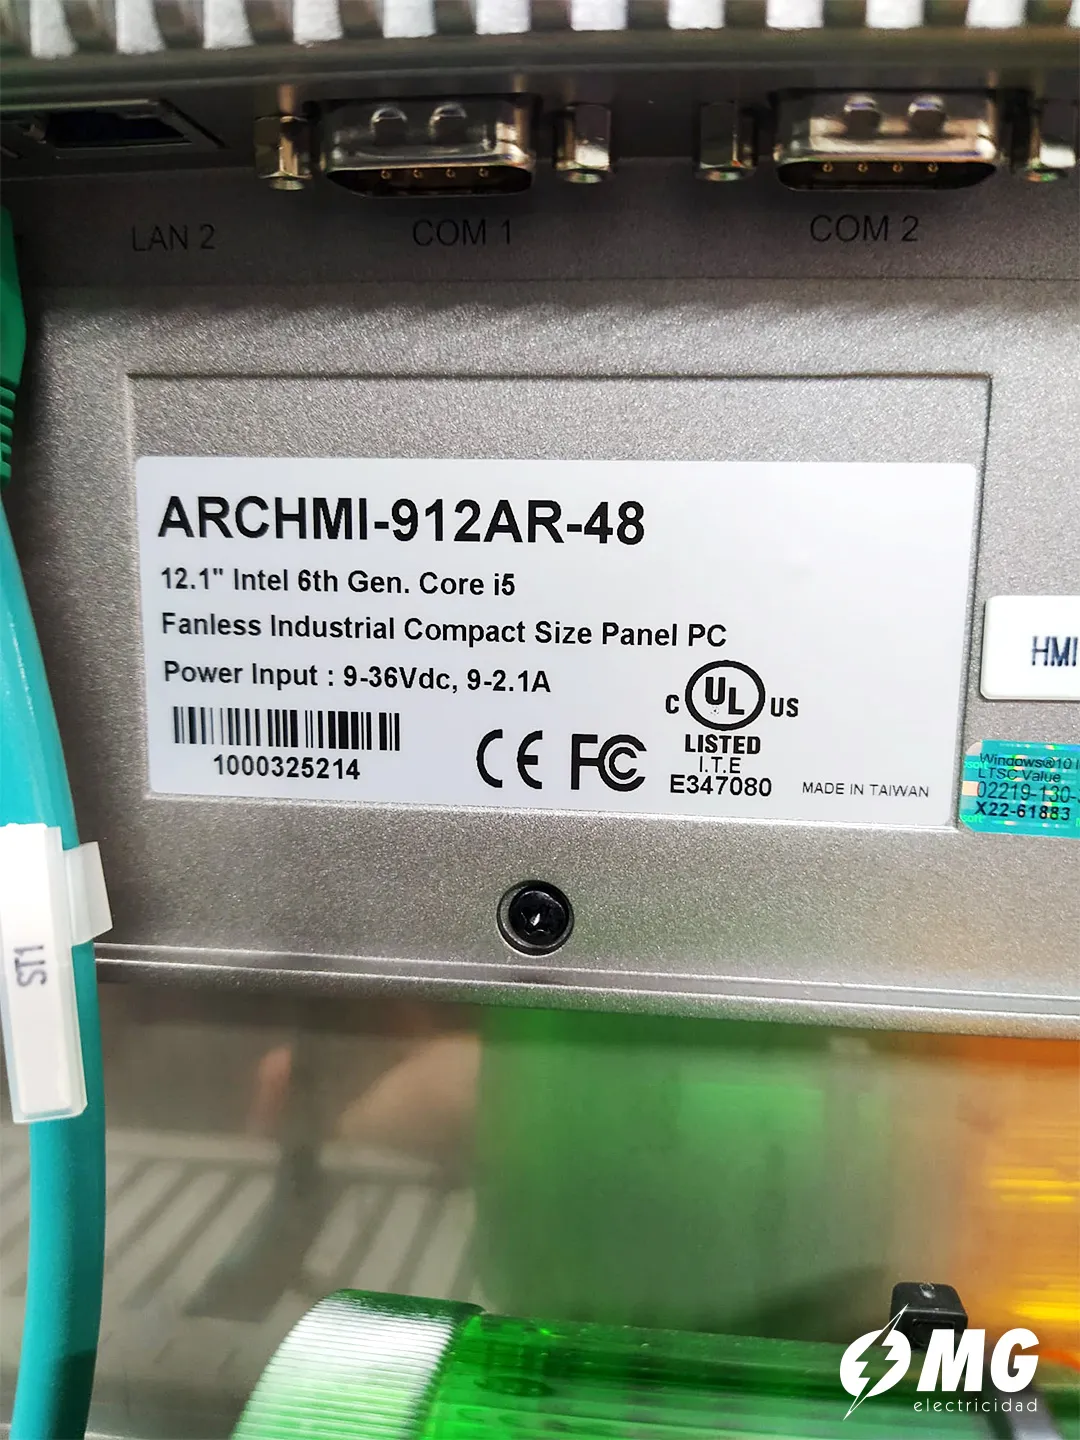 LAN 2
COM 1
COM 2
ARCHMI-912AR-48
12.1" Intel 6th Gen. Core i5
Fanless Industrial Compact Size Panel PC
Power Input : 9-36Vdc, 9-2.1A
1000325214
CE FC
C UL US
LISTED
I.T.E
E347080
MADE IN TAIWAN
HMI
Windows®10 I
LTSC Value
02219-130-
X22-61883
ST1
MG
electricidad